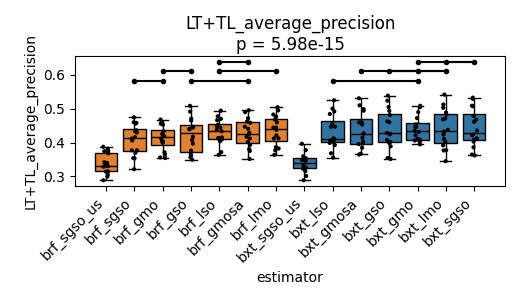 LT+TL_average_precision
p = 5.98e-15
LT+TL_average_precision
0.6
0.5
0.4
0.3
brf_sgso_us
brf_sgso
brf_gmo
brf_gso
brf_lso
brf_gmosa
brf_lmo
bxt_sgso_us
bxt_lso
bxt_gmosa
bxt_gso
bxt_gmo
bxt_lmo
bxt_sgso
estimator